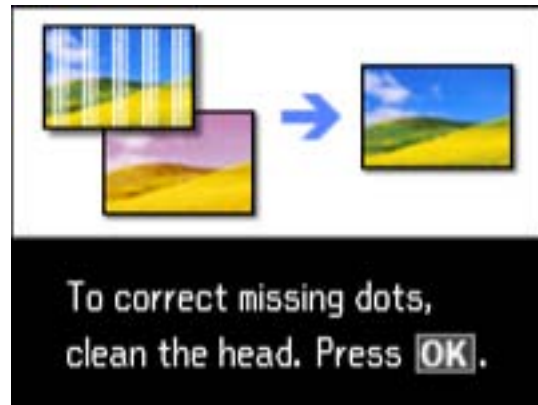 To correct missing dots,
clean the head. Press OK.